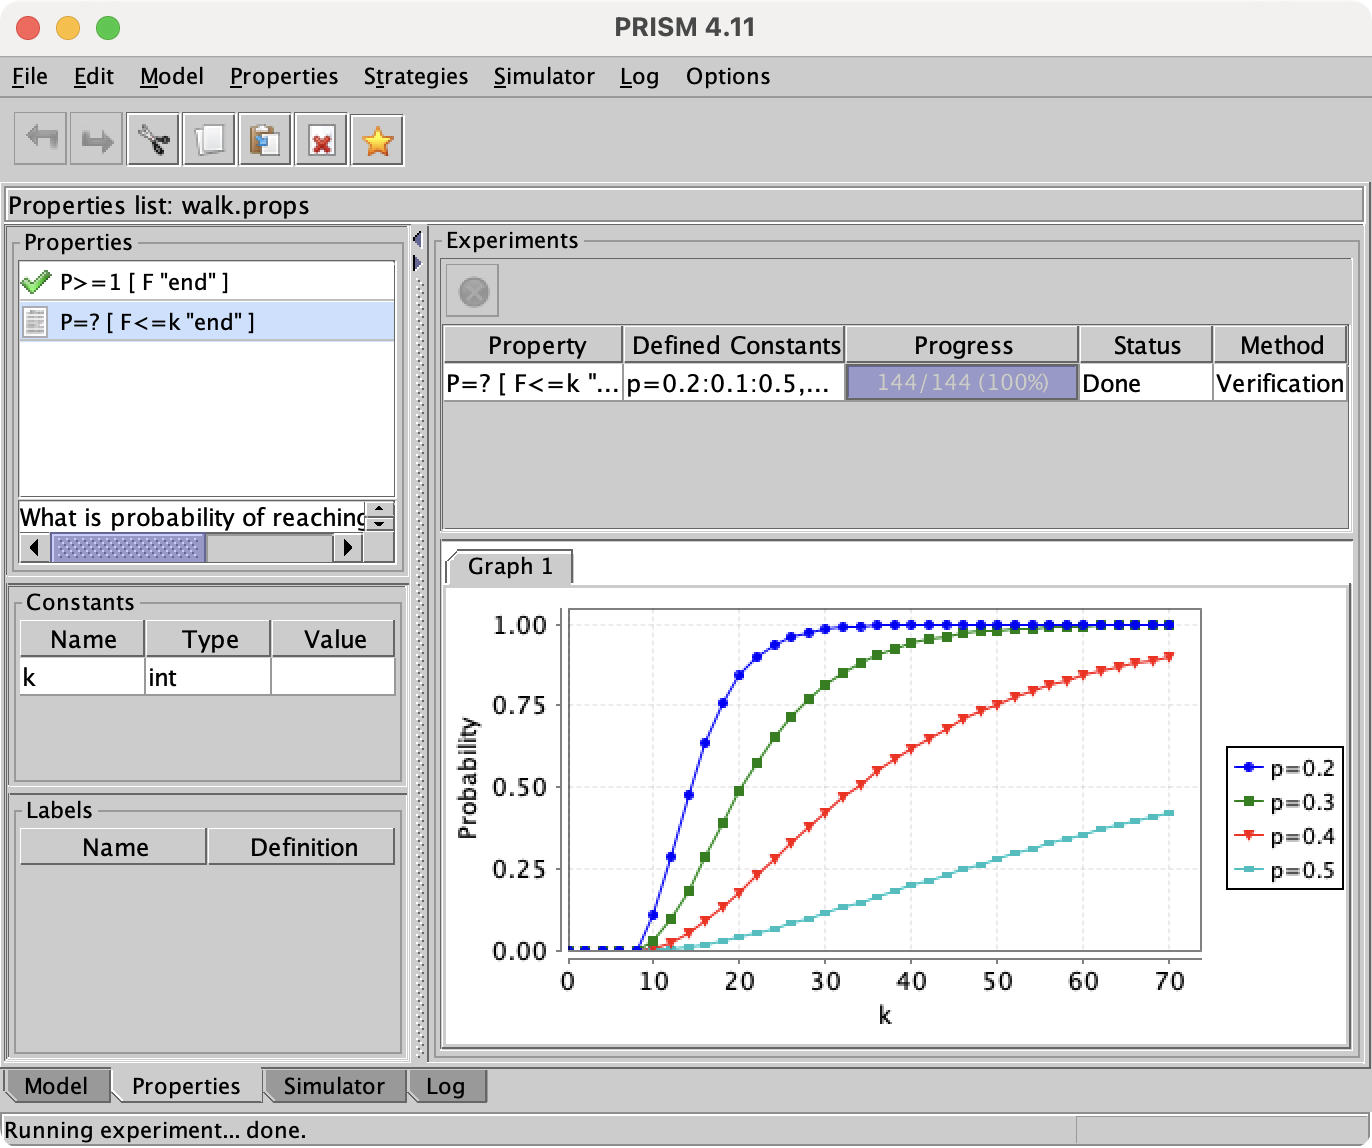 PRISM 4.11
File Edit Model Properties Strategies Simulator Log Options
Properties list: walk.props
Properties
P>=1 [ F "end" ]
P=? [ F<=k "end" ]
What is probability of reaching
Constants
Name Type Value
k int
Labels
Name Definition
Experiments
Property Defined Constants Progress Status Method
P=? [ F<=k "... p=0.2:0.1:0.5,... 144/144 (100%) Done Verification
Graph 1
1.00
0.75
0.50
0.25
0.00
Probability
0 10 20 30 40 50 60 70
k
p=0.2
p=0.3
p=0.4
p=0.5
Model Properties Simulator Log
Running experiment... done.